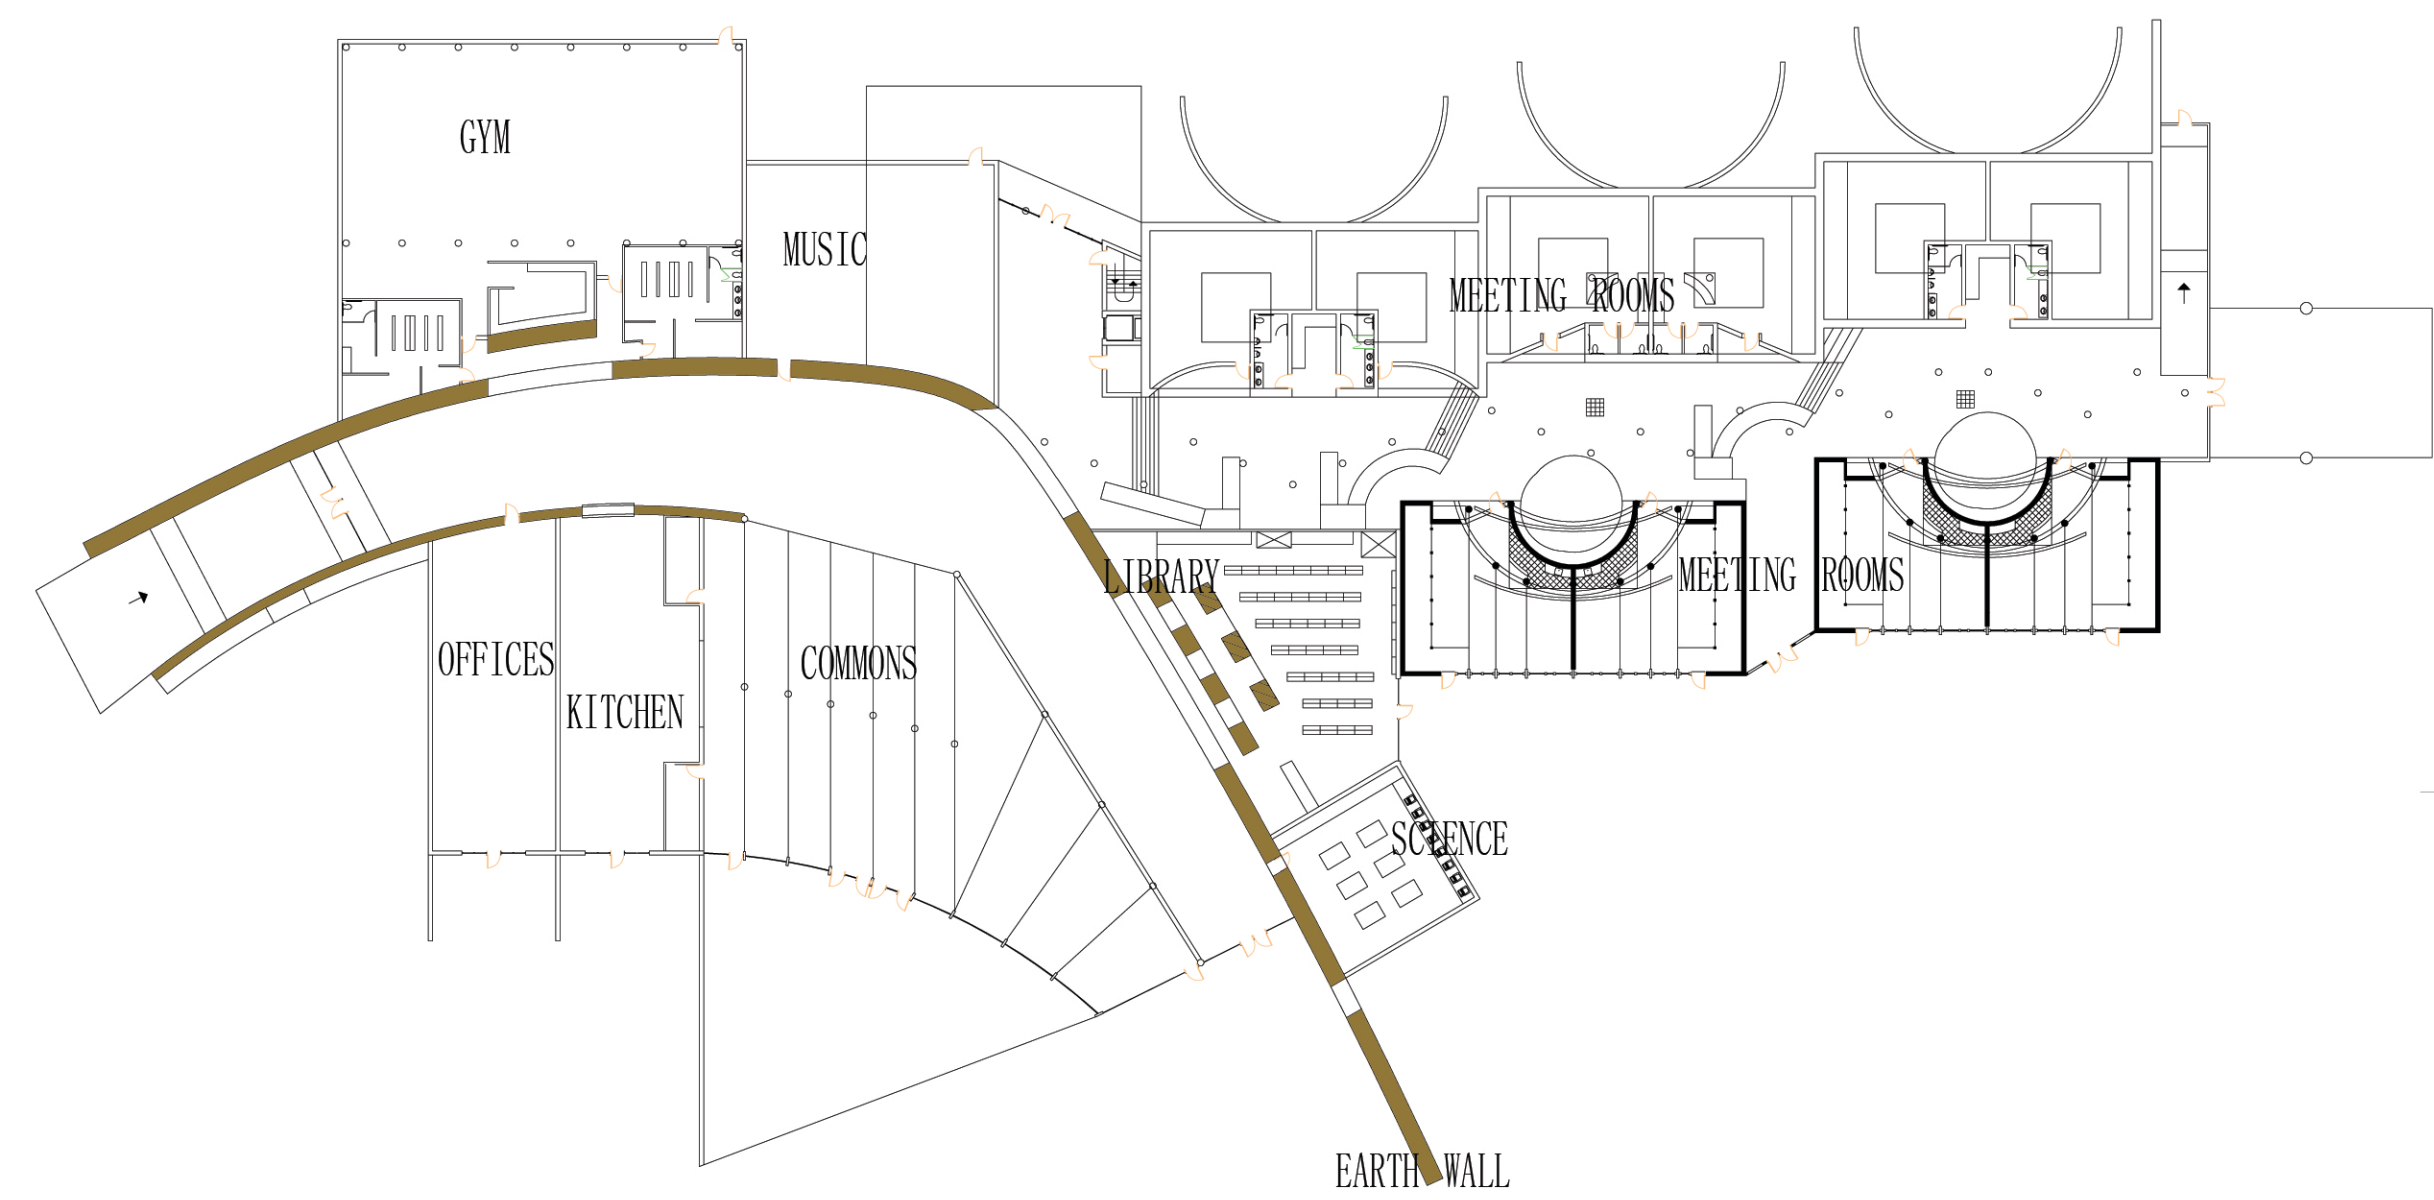 GYM
MUSIC
MEETING ROOMS
LIBRARY
MEETING ROOMS
OFFICES
COMMONS
KITCHEN
SCIENCE
EARTH WALL